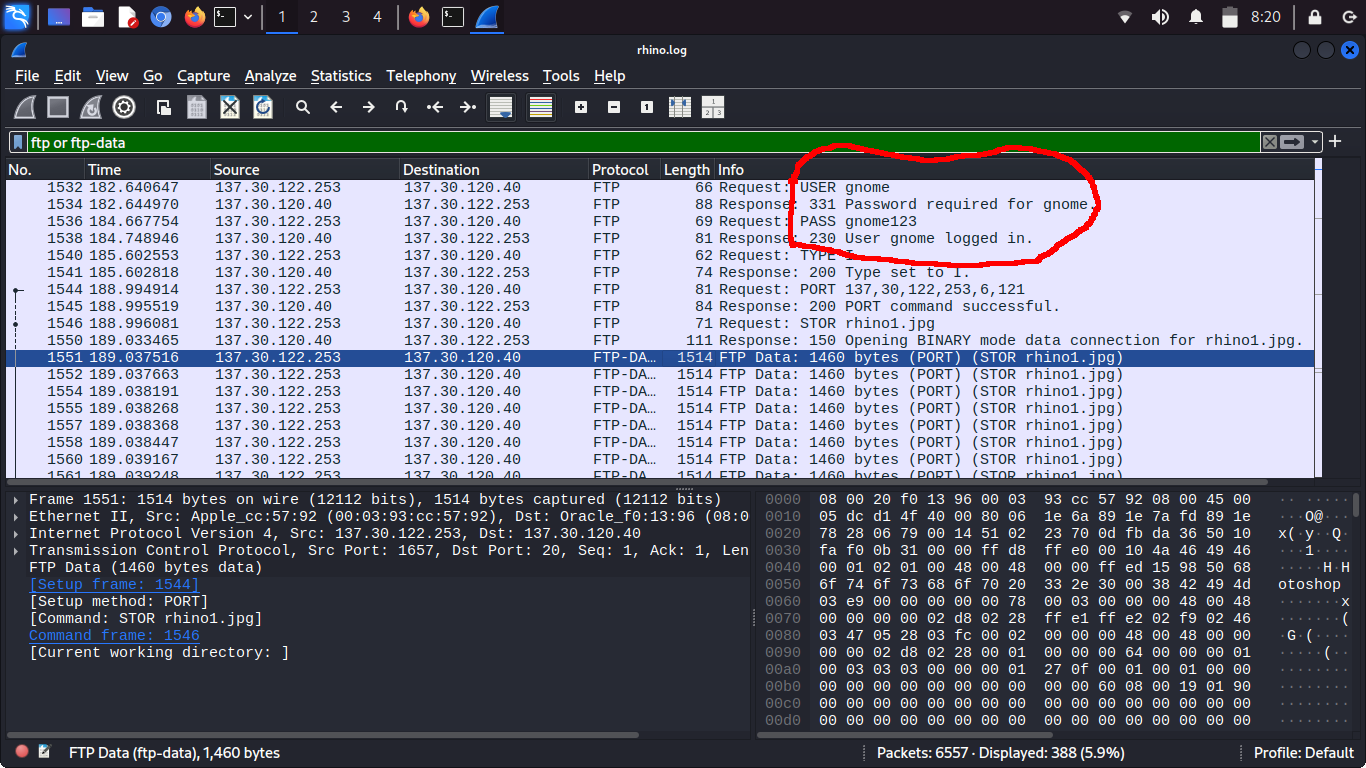 1 2 3 4 8:20
rhino.log
File Edit View Go Capture Analyze Statistics Telephony Wireless Tools Help
ftp or ftp-data
No. Time Source Destination Protocol Length Info
1532 182.640647 137.30.122.253 137.30.120.40 FTP 66 Request: USER gnome
1534 182.644970 137.30.120.40 137.30.122.253 FTP 88 Response: 331 Password required for gnome.
1536 184.667754 137.30.122.253 137.30.120.40 FTP 69 Request: PASS gnome123
1538 184.748946 137.30.120.40 137.30.122.253 FTP 81 Response: 230 User gnome logged in.
1540 185.602553 137.30.122.253 137.30.120.40 FTP 62 Request: TYPE I
1541 185.602818 137.30.120.40 137.30.122.253 FTP 74 Response: 200 Type set to I.
1544 188.994914 137.30.122.253 137.30.120.40 FTP 81 Request: PORT 137,30,122,253,6,121
1545 188.995519 137.30.120.40 137.30.122.253 FTP 84 Response: 200 PORT command successful.
1546 188.996081 137.30.122.253 137.30.120.40 FTP 71 Request: STOR rhino1.jpg
1550 189.033465 137.30.120.40 137.30.122.253 FTP 111 Response: 150 Opening BINARY mode data connection for rhino1.jpg.
1551 189.037516 137.30.122.253 137.30.120.40 FTP-DA… 1514 FTP Data: 1460 bytes (PORT) (STOR rhino1.jpg)
1552 189.037663 137.30.122.253 137.30.120.40 FTP-DA… 1514 FTP Data: 1460 bytes (PORT) (STOR rhino1.jpg)
1554 189.038191 137.30.122.253 137.30.120.40 FTP-DA… 1514 FTP Data: 1460 bytes (PORT) (STOR rhino1.jpg)
1555 189.038268 137.30.122.253 137.30.120.40 FTP-DA… 1514 FTP Data: 1460 bytes (PORT) (STOR rhino1.jpg)
1557 189.038368 137.30.122.253 137.30.120.40 FTP-DA… 1514 FTP Data: 1460 bytes (PORT) (STOR rhino1.jpg)
1558 189.038447 137.30.122.253 137.30.120.40 FTP-DA… 1514 FTP Data: 1460 bytes (PORT) (STOR rhino1.jpg)
1560 189.039167 137.30.122.253 137.30.120.40 FTP-DA… 1514 FTP Data: 1460 bytes (PORT) (STOR rhino1.jpg)
1561 189.039248 137.30.122.253 137.30.120.40 FTP-DA… 1514 FTP Data: 1460 bytes (PORT) (STOR rhino1.jpg)
Frame 1551: 1514 bytes on wire (12112 bits), 1514 bytes captured (12112 bits)
Ethernet II, Src: Apple_cc:57:92 (00:03:93:cc:57:92), Dst: Oracle_f0:13:96 (08:0
Internet Protocol Version 4, Src: 137.30.122.253, Dst: 137.30.120.40
Transmission Control Protocol, Src Port: 1657, Dst Port: 20, Seq: 1, Ack: 1, Len
FTP Data (1460 bytes data)
[Setup frame: 1544]
[Setup method: PORT]
[Command: STOR rhino1.jpg]
Command frame: 1546
[Current working directory: ]
0000 08 00 20 f0 13 96 00 03 93 cc 57 92 08 00 45 00 ·· ·····
0010 05 dc d1 4f 40 00 80 06 1e 6a 89 1e 7a fd 89 1e ···O@···
0020 78 28 06 79 00 14 51 02 23 70 0d fb da 36 50 10 x(·y··Q·
0030 fa f0 0b 31 00 00 ff d8 ff e0 00 10 4a 46 49 46 ···1····
0040 00 01 02 01 00 48 00 48 00 00 ff ed 15 98 50 68 ·····H·H
0050 6f 74 6f 73 68 6f 70 20 33 2e 30 00 38 42 49 4d otoshop
0060 03 e9 00 00 00 00 00 78 00 03 00 00 00 48 00 48 ·······x
0070 00 00 00 00 02 d8 02 28 ff e1 ff e2 02 f9 02 46 ·······(
0080 03 47 05 28 03 fc 00 02 00 00 00 48 00 48 00 00 ·G·(····
0090 00 00 02 d8 02 28 00 01 00 00 00 64 00 00 00 01 ·····(··
00a0 00 03 03 03 00 00 00 01 27 0f 00 01 00 01 00 00 ········
00b0 00 00 00 00 00 00 00 00 00 00 60 08 00 19 01 90 ········
00c0 00 00 00 00 00 00 00 00 00 00 00 00 00 00 00 00 ········
00d0 00 00 00 00 00 00 00 00 00 00 00 00 00 00 00 00 ········
FTP Data (ftp-data), 1,460 bytes Packets: 6557 · Displayed: 388 (5.9%) Profile: Default